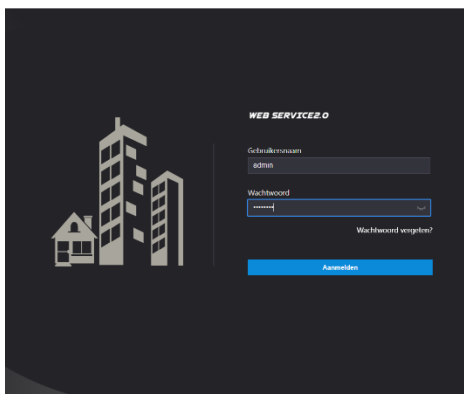 WEB SERVICE2.0
Gebruikersnaam
admin
Wachtwoord
Wachtwoord vergeten?
Aanmelden